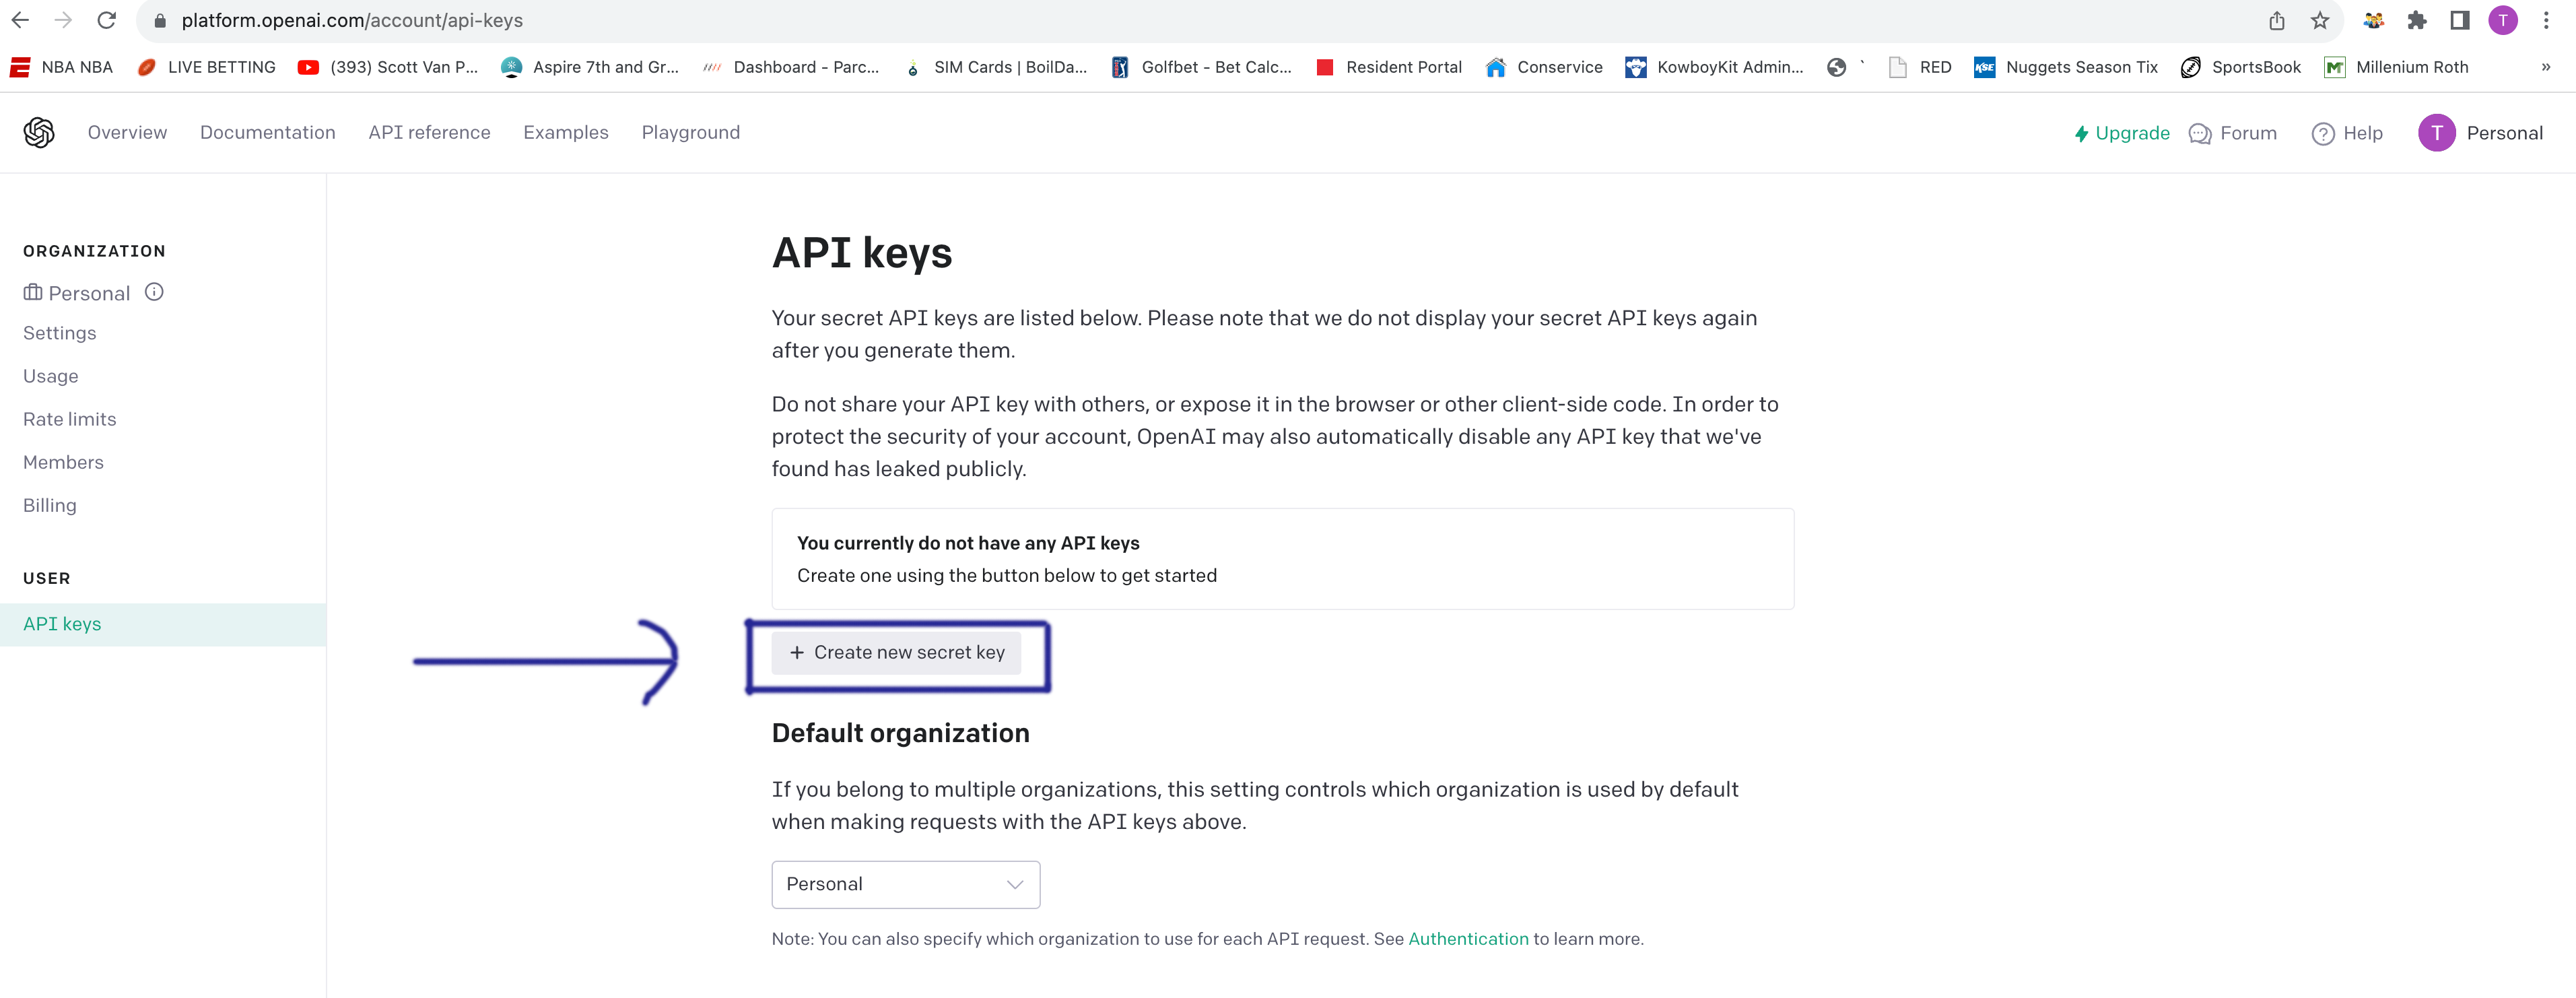 platform.openai.com/account/api-keys
T
NBA NBA
LIVE BETTING
(393) Scott Van P...
Aspire 7th and Gr...
Dashboard - Parc...
SIM Cards | BoilDa...
Golfbet - Bet Calc...
Resident Portal
Conservice
KowboyKit Admin...
`
RED
KSE
Nuggets Season Tix
SportsBook
M
Millenium Roth
»
Overview
Documentation
API reference
Examples
Playground
Upgrade
Forum
Help
T
Personal
ORGANIZATION
Personal
Settings
Usage
Rate limits
Members
Billing
USER
API keys
API keys
Your secret API keys are listed below. Please note that we do not display your secret API keys again
after you generate them.
Do not share your API key with others, or expose it in the browser or other client-side code. In order to
protect the security of your account, OpenAI may also automatically disable any API key that we've
found has leaked publicly.
You currently do not have any API keys
Create one using the button below to get started
+ Create new secret key
Default organization
If you belong to multiple organizations, this setting controls which organization is used by default
when making requests with the API keys above.
Personal
Note: You can also specify which organization to use for each API request. See Authentication to learn more.